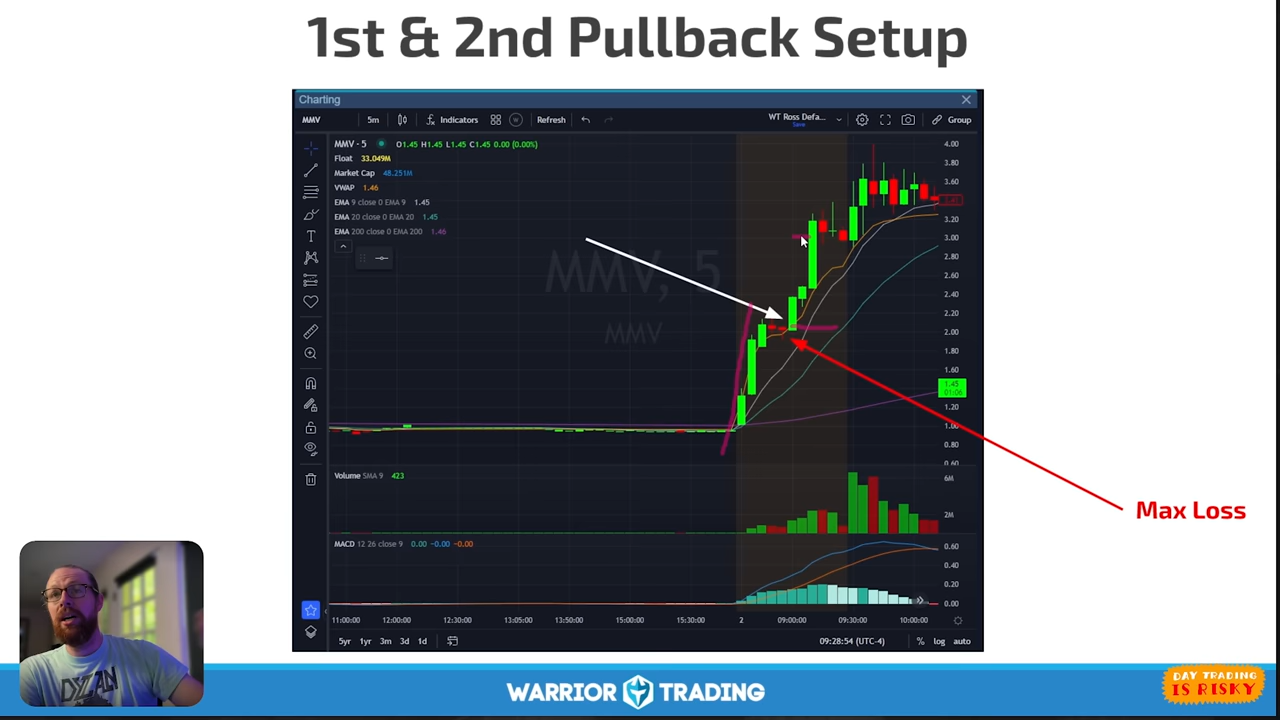 1st & 2nd Pullback Setup
Charting
MMV 5m Indicators Refresh WT Ross Defa... Save Group
MMV · 5 O1.45 H1.45 L1.45 C1.45 0.00 (0.00%)
Float 33.049M
Market Cap 48.251M
VWAP 1.46
EMA 9 close 0 EMA 9 1.45
EMA 20 close 0 EMA 20 1.45
EMA 200 close 0 EMA 200 1.46
MMV, 5
MMV
4.00
3.80
3.60
3.20
3.00
2.80
2.60
2.40
2.20
2.00
1.80
1.60
1.45
01:06
1.20
1.00
0.80
0.60
Max Loss
Volume SMA 9 423
6M
2M
MACD 12 26 close 9 0.00 −0.00 −0.00
0.60
0.40
0.20
0.00
11:00:00 12:00:00 12:30:00 13:05:00 13:50:00 15:00:00 15:30:00 2 09:00:00 09:30:00 10:00:00
5yr 1yr 3m 3d 1d 09:28:54 (UTC-4) % log auto
WARRIOR TRADING
DAY TRADING
IS RISKY